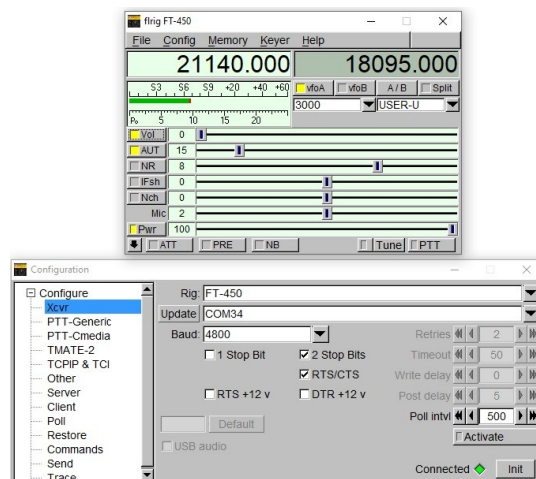 flrig FT-450
File Config Memory Keyer Help
21140.000 18095.000
S3 S6 S9 +20 +40 +60
Po 5 10 15 20
vfoA vfoB A / B Split
3000 USER-U
Vol 0
AUT 15
NR 8
IFsh 0
Nch 0
Mic 2
Pwr 100
ATT PRE NB Tune PTT
Configuration
Configure
Xcvr
PTT-Generic
PTT-Cmedia
TMATE-2
TCPIP & TCI
Other
Server
Client
Poll
Restore
Commands
Send
Trace
Rig: FT-450
Update COM34
Baud: 4800
1 Stop Bit 2 Stop Bits
RTS/CTS
RTS +12 v DTR +12 v
Default
USB audio
Retries 2
Timeout 50
Write delay 0
Post delay 5
Poll intvl 500
Activate
Connected Init